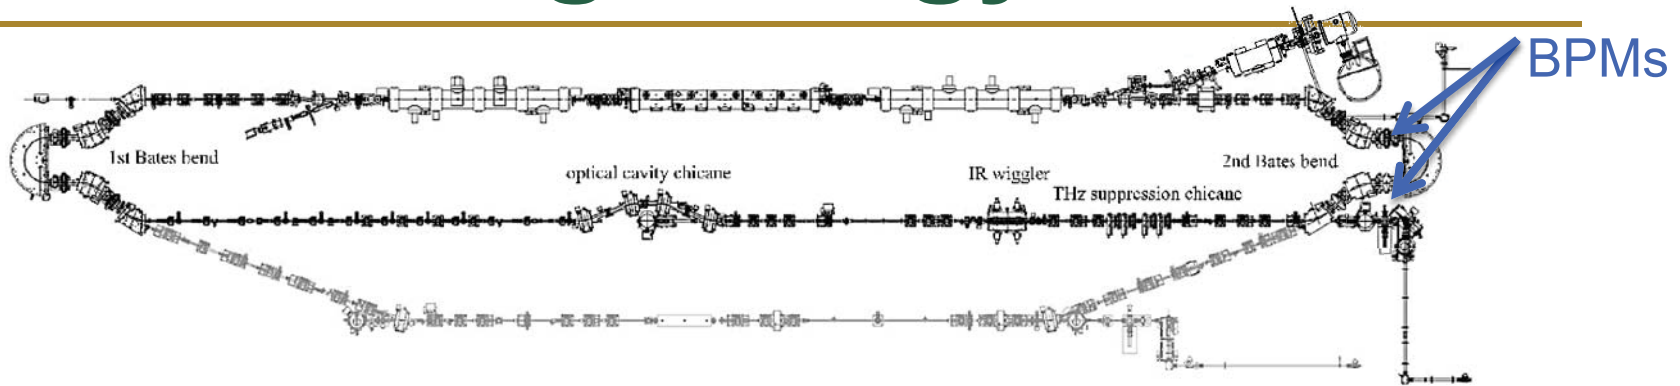 BPMs
1st Bates bend
2nd Bates bend
optical cavity chicane
IR wiggler
THz suppression chicane